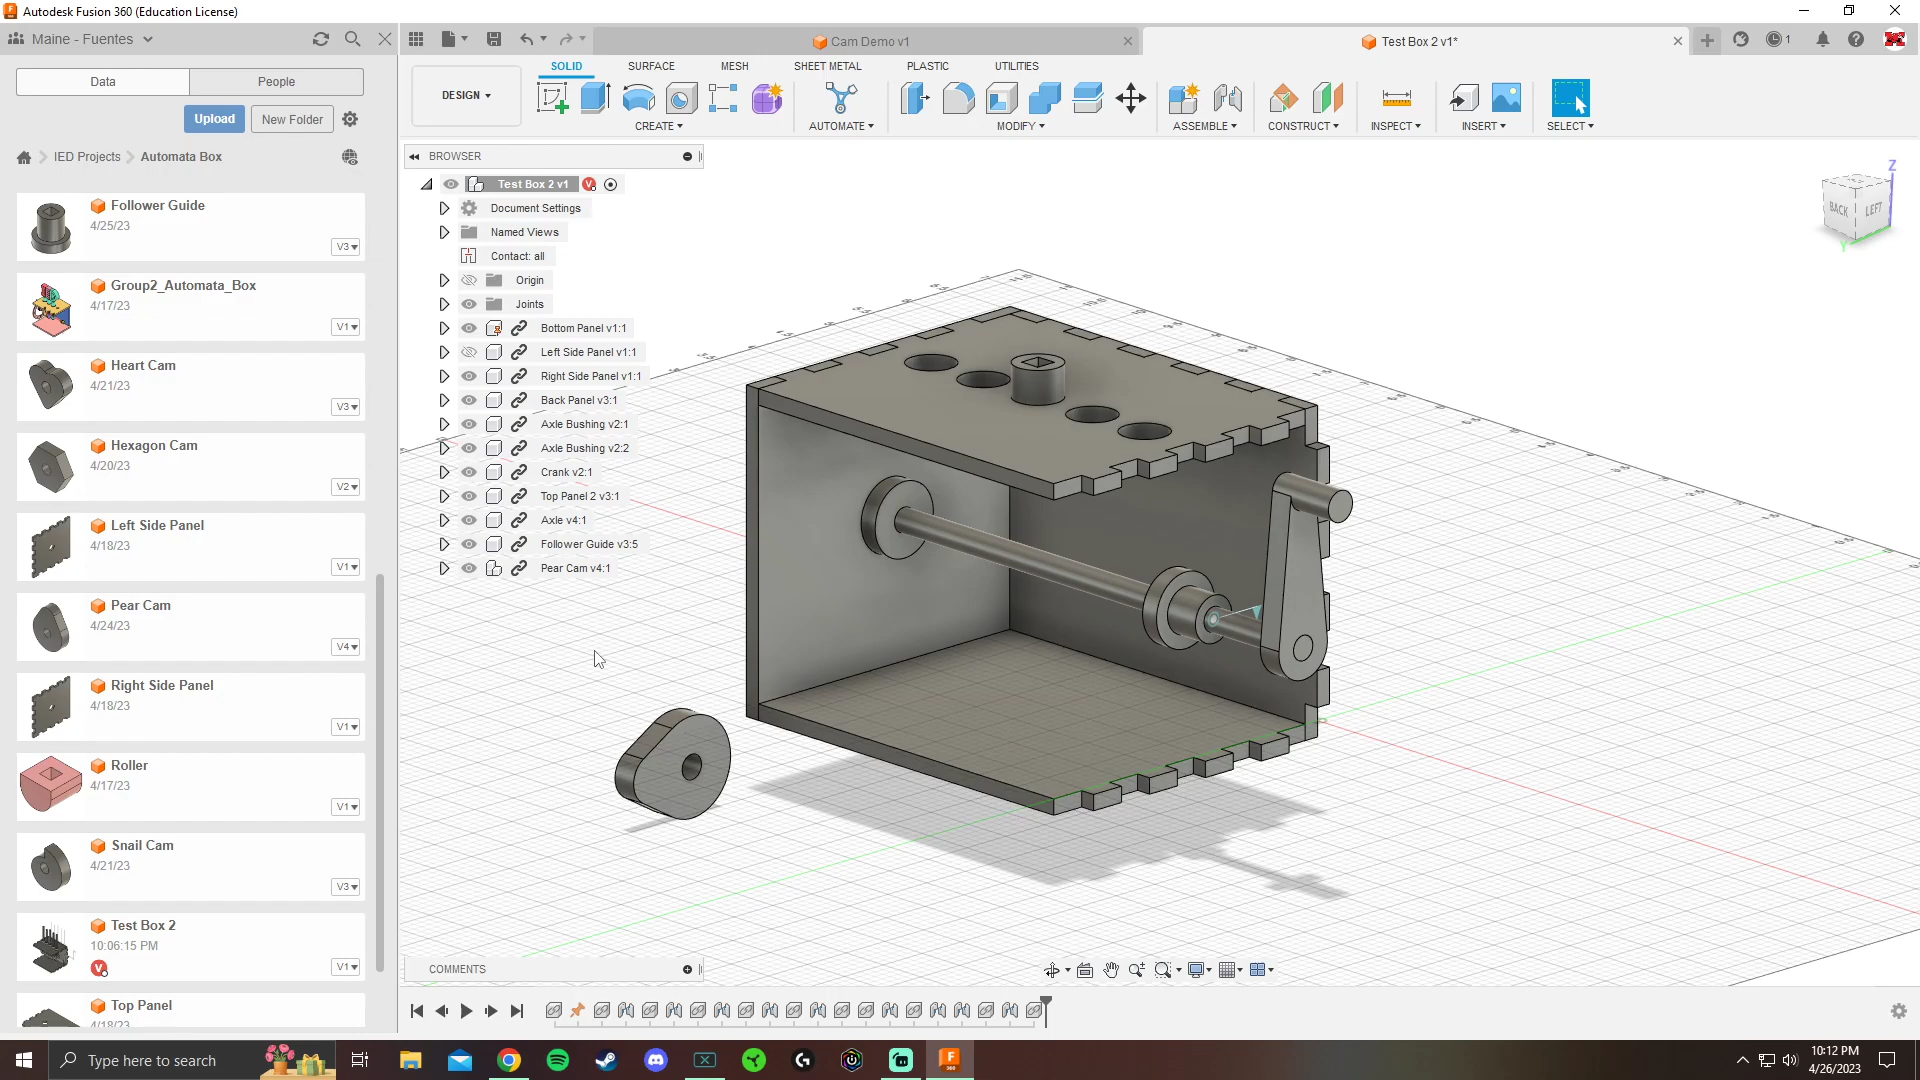 Autodesk Fusion 360 (Education License)
Maine - Fuentes
Cam Demo v1
Test Box 2 v1*
1
Data
People
SOLID
SURFACE
MESH
SHEET METAL
PLASTIC
UTILITIES
DESIGN
Upload
New Folder
CREATE
AUTOMATE
MODIFY
ASSEMBLE
CONSTRUCT
INSPECT
INSERT
SELECT
IED Projects
Automata Box
BROWSER
Test Box 2 v1
Document Settings
Named Views
Contact: all
Origin
Joints
Bottom Panel v1:1
Left Side Panel v1:1
Right Side Panel v1:1
Back Panel v3:1
Axle Bushing v2:1
Axle Bushing v2:2
Crank v2:1
Top Panel 2 v3:1
Axle v4:1
Follower Guide v3:5
Pear Cam v4:1
Follower Guide
4/25/23
V3
Group2_Automata_Box
4/17/23
V1
Heart Cam
4/21/23
V3
Hexagon Cam
4/20/23
V2
Left Side Panel
4/18/23
V1
Pear Cam
4/24/23
V4
Right Side Panel
4/18/23
V1
Roller
4/17/23
V1
Snail Cam
4/21/23
V3
Test Box 2
10:06:15 PM
V1
Top Panel
4/18/23
Z
BACK
LEFT
Y
COMMENTS
Type here to search
10:12 PM
4/26/2023